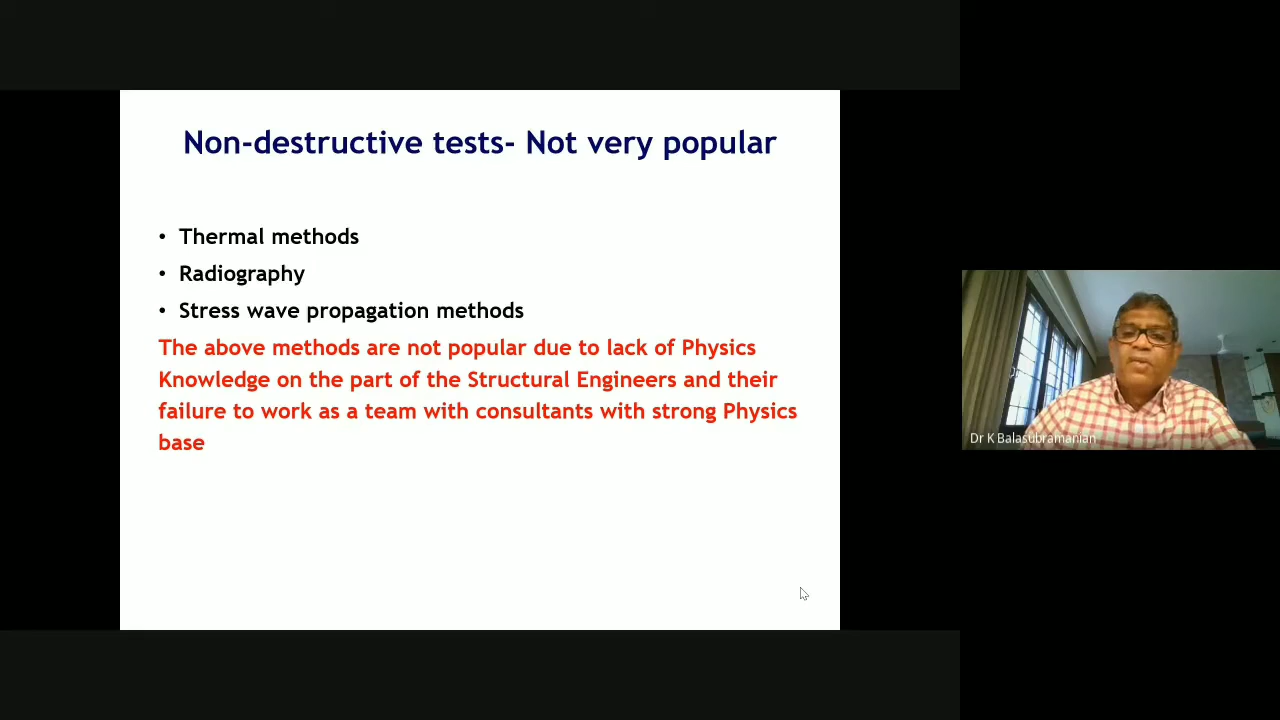 Non-destructive tests- Not very popular
• Thermal methods
• Radiography
• Stress wave propagation methods
The above methods are not popular due to lack of Physics
Knowledge on the part of the Structural Engineers and their
failure to work as a team with consultants with strong Physics
base
Dr K Balasubramanian